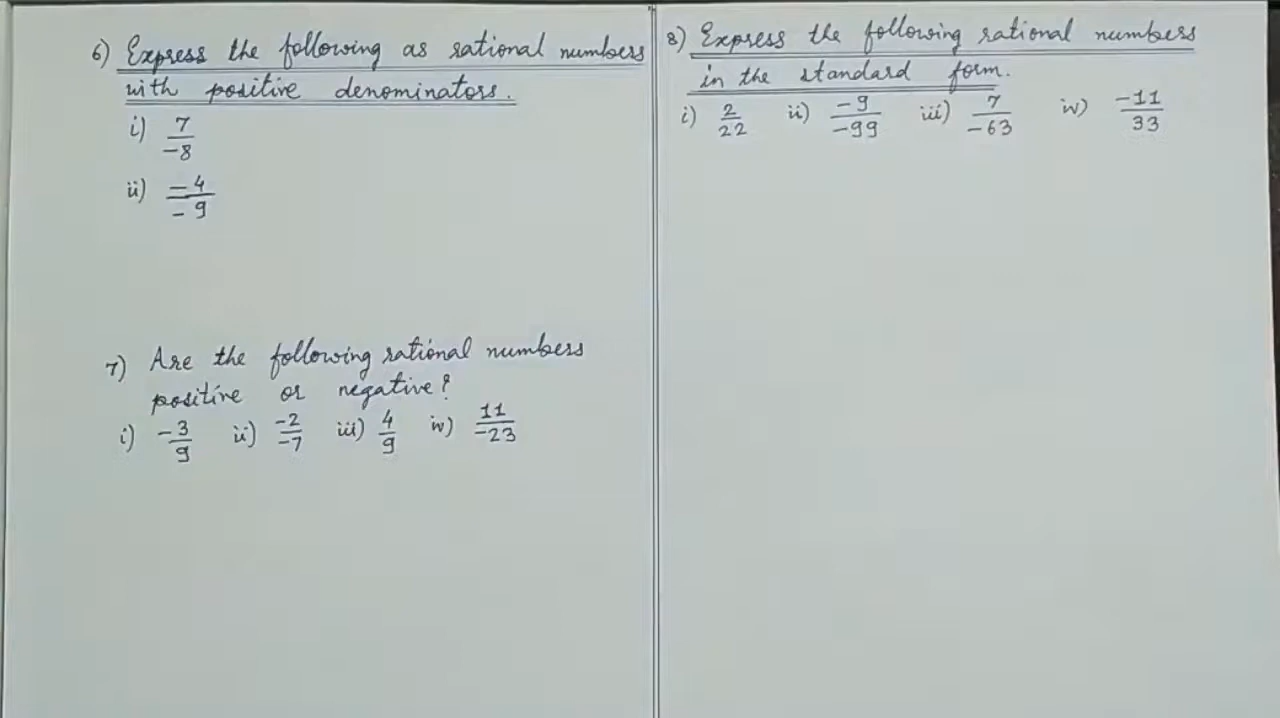 6) Express the following as rational numbers
with positive denominators.
i) 7/-8
ii) -4/-9
7) Are the following rational numbers
positive or negative?
i) -3/9 ii) -2/-7 iii) 4/9 iv) 11/-23
8) Express the following rational numbers
in the standard form.
i) 2/22 ii) -9/-99 iii) 7/-63 iv) -11/33